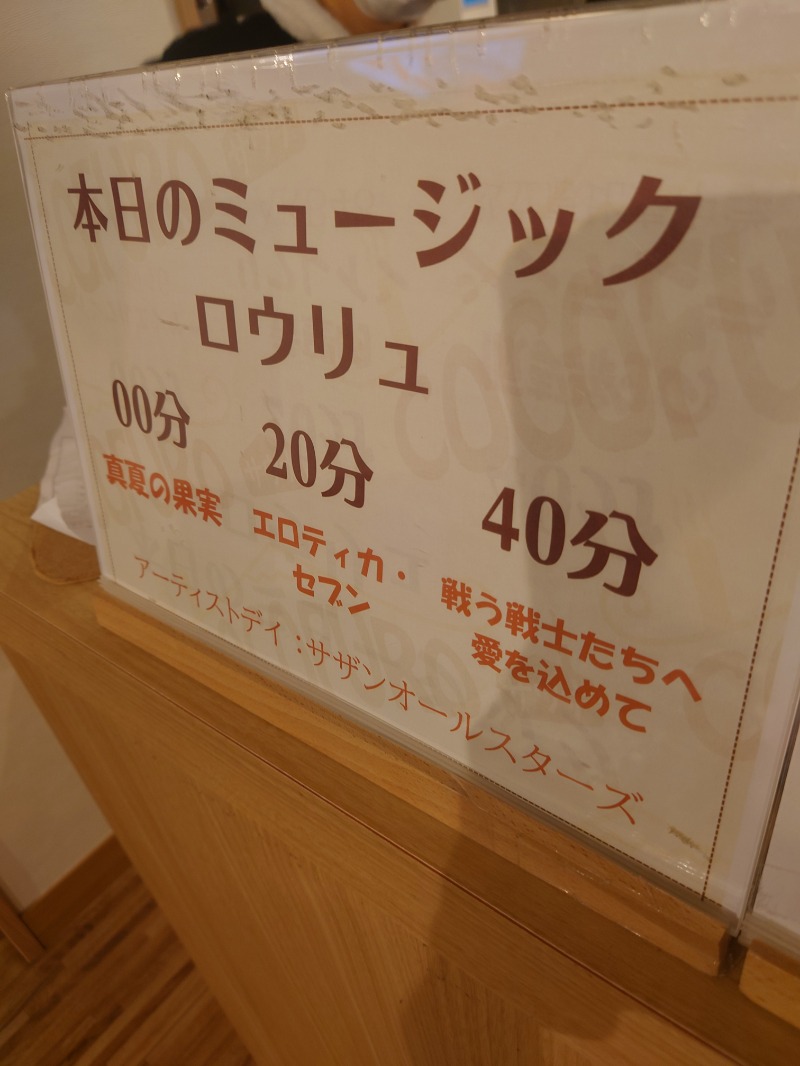 本日のミュージック
ロウリュ
00分 20分 40分
真夏の果実 エロティカ・ 戦う戦士たちへ
セブン 愛を込めて
アーティストデイ：サザンオールスターズ